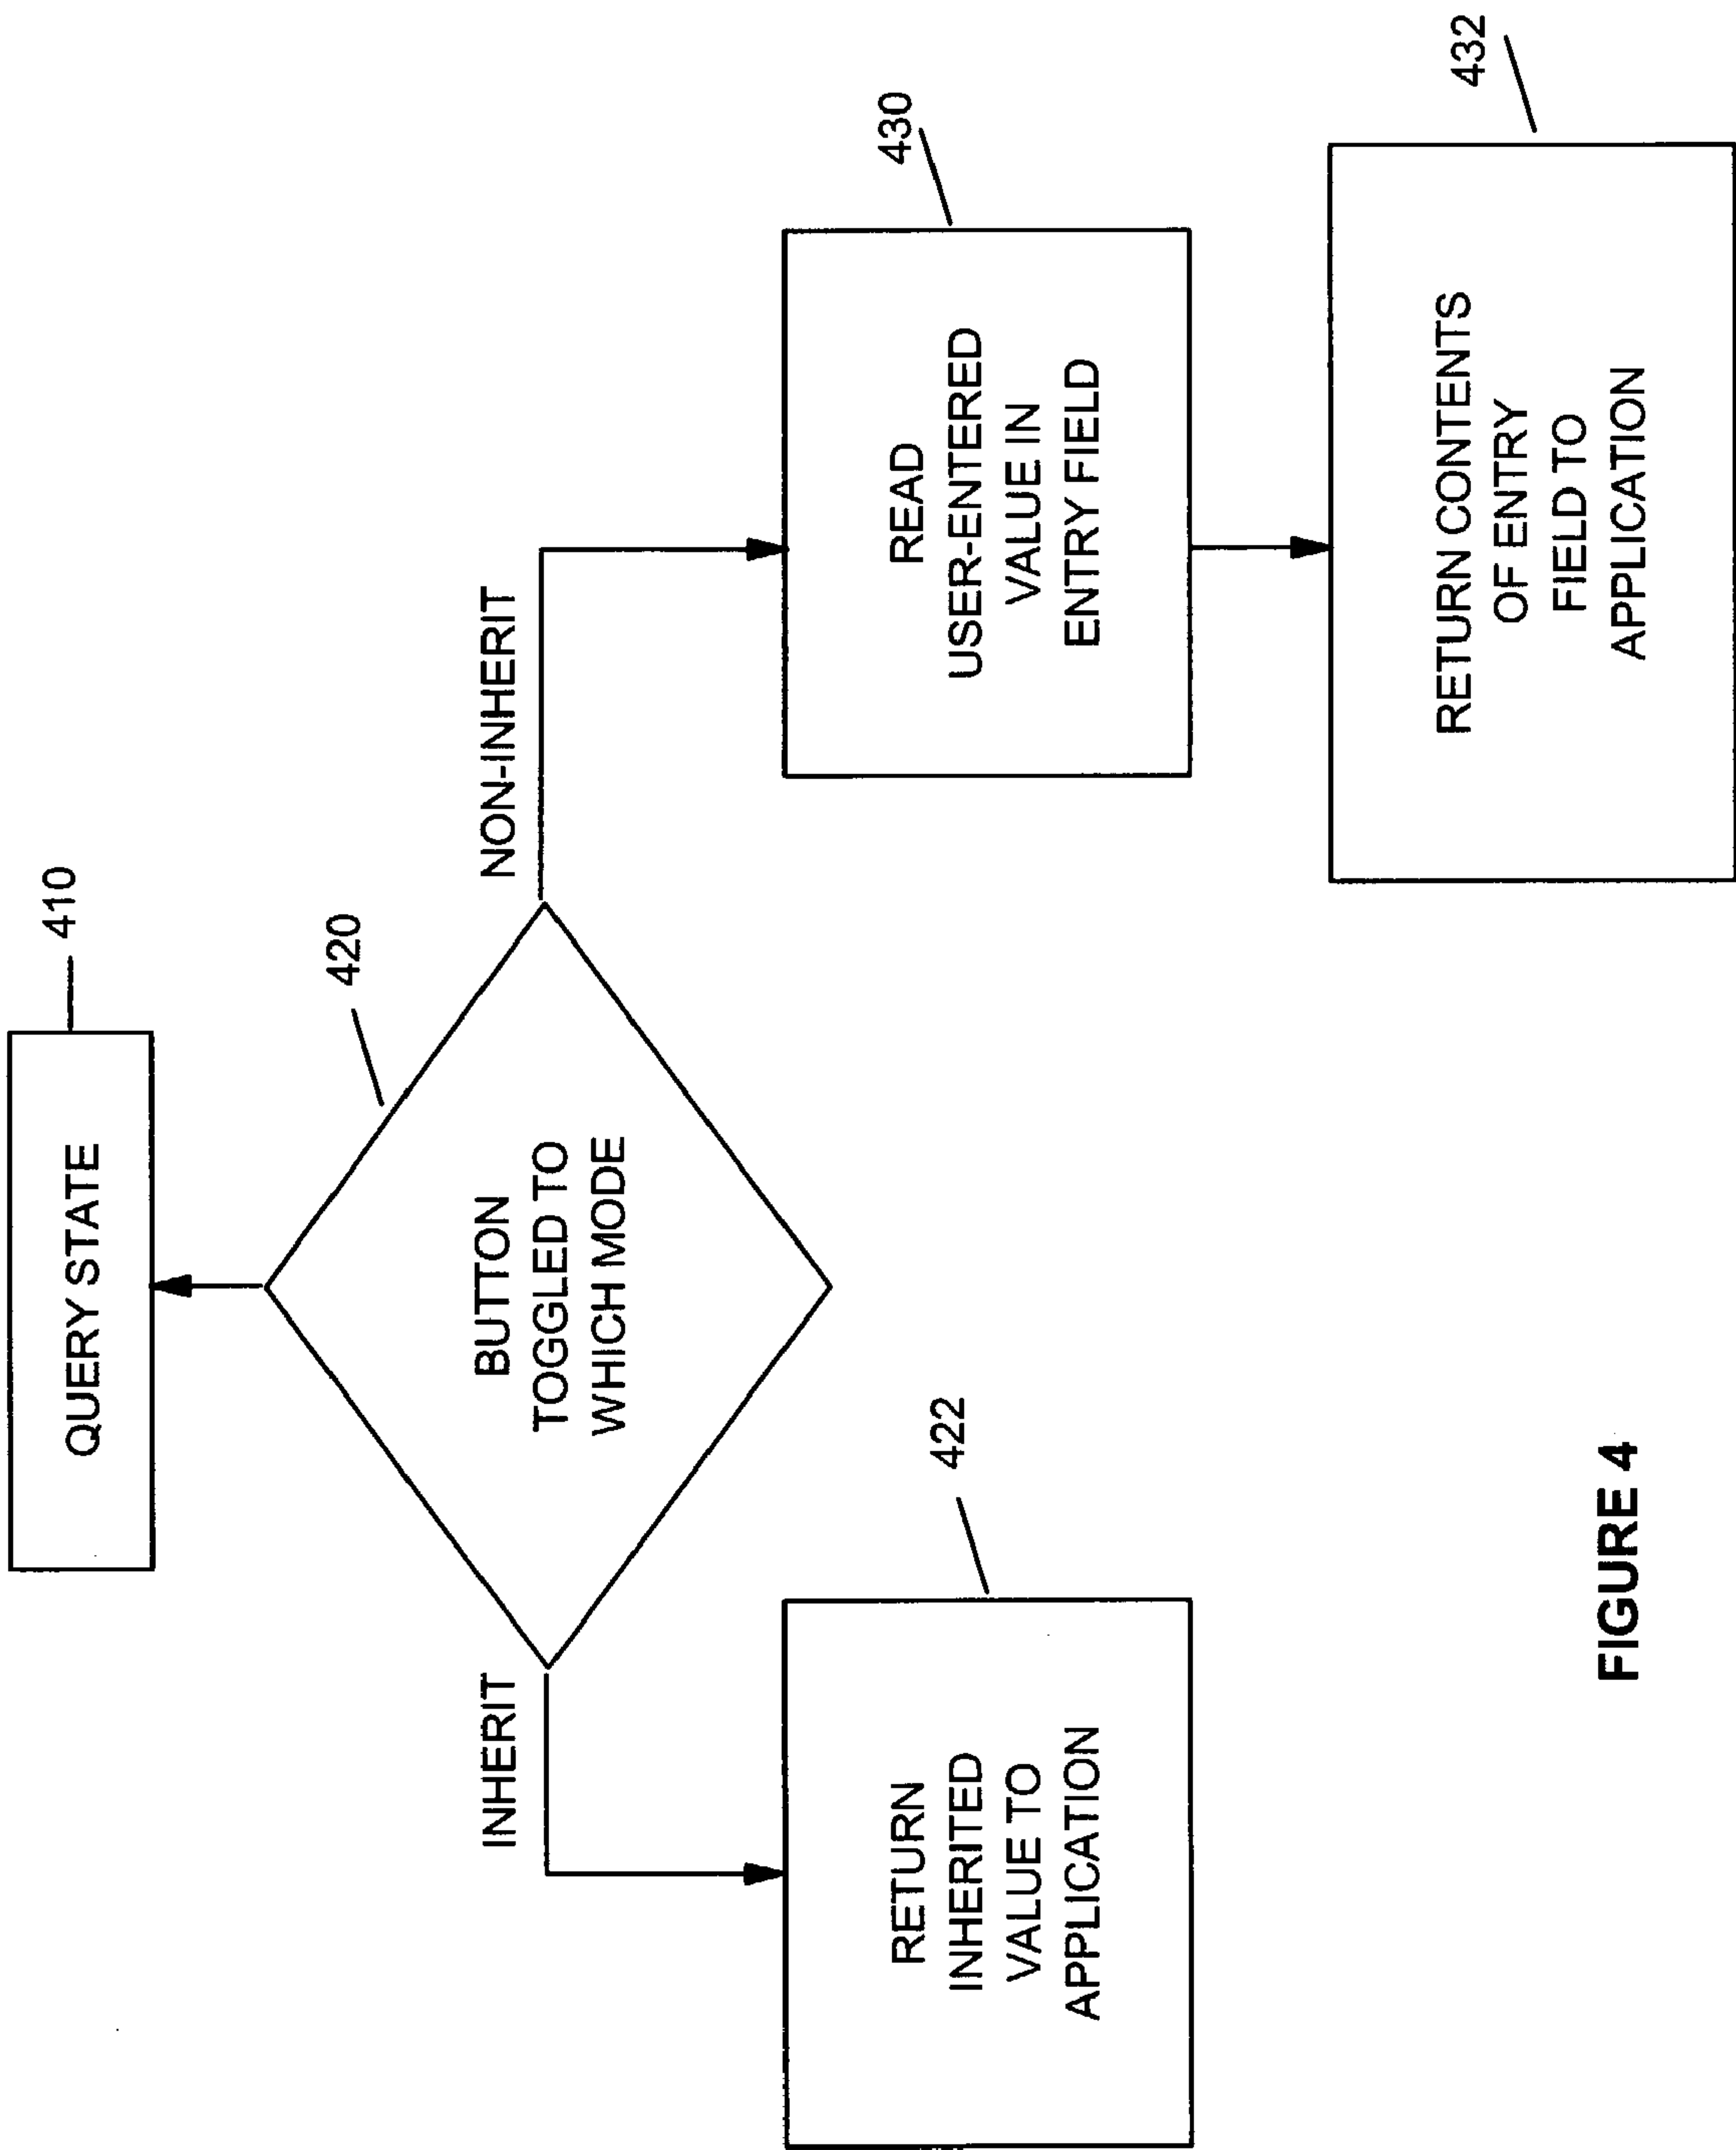 QUERY STATE
410
420
BUTTON
TOGGLED TO
WHICH MODE
INHERIT
NON-INHERIT
422
RETURN
INHERITED
VALUE TO
APPLICATION
430
READ
USER-ENTERED
VALUE IN
ENTRY FIELD
432
RETURN CONTENTS
OF ENTRY
FIELD TO
APPLICATION
FIGURE 4